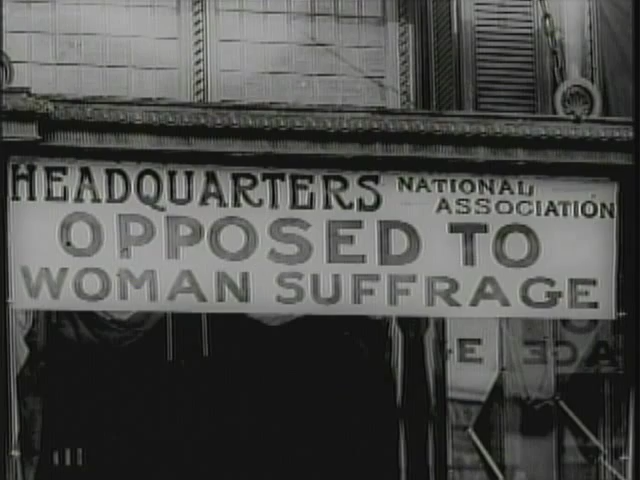 HEADQUARTERS NATIONAL ASSOCIATION
OPPOSED TO
WOMAN SUFFRAGE